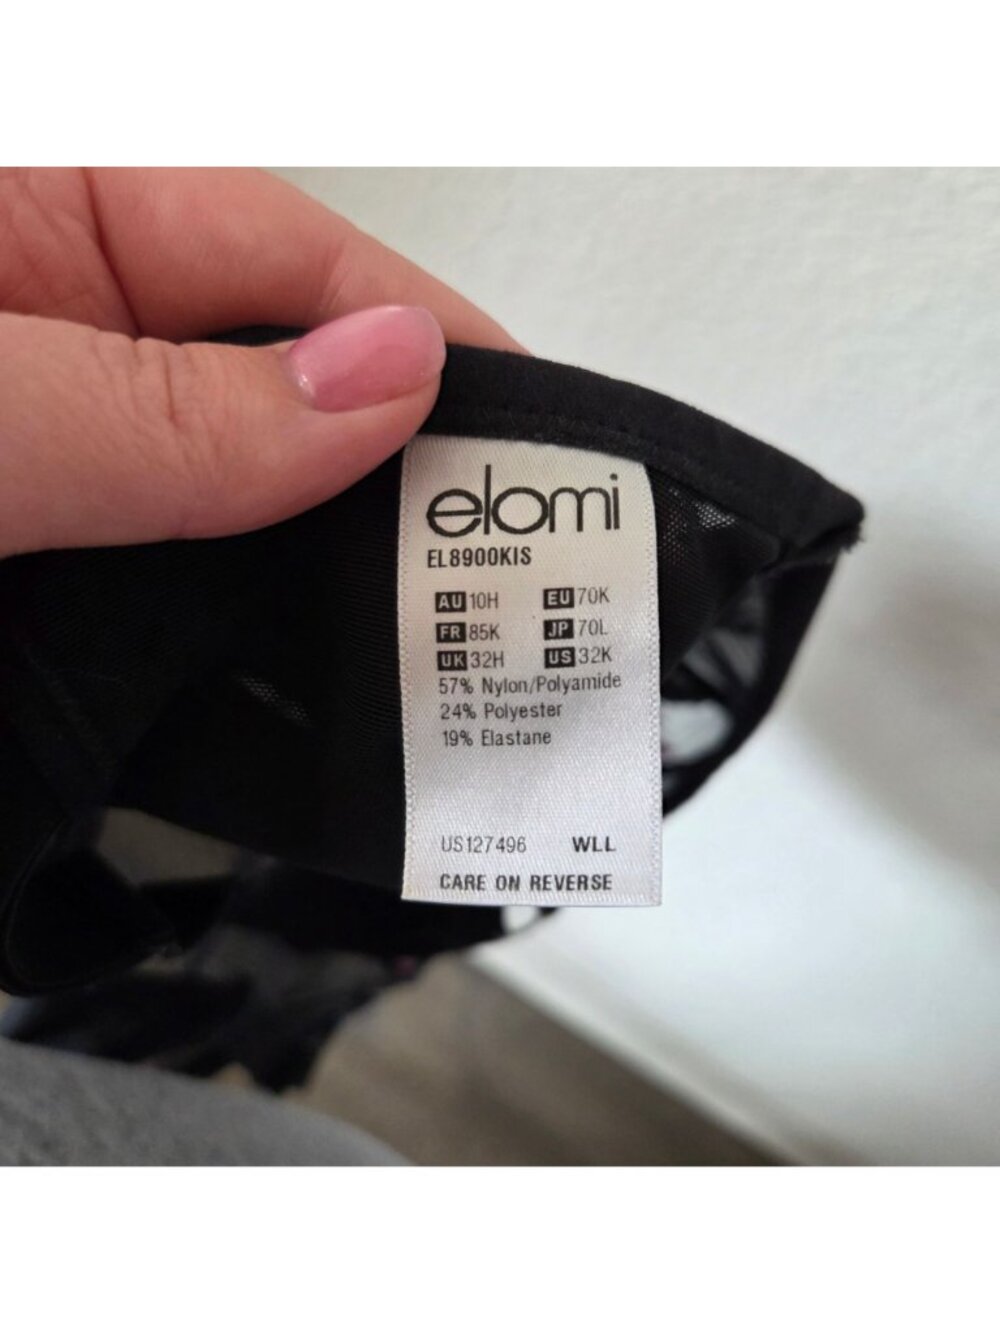 elomi
EL8900KIS
AU 10H EU 70K
FR 85K JP 70L
UK 32H US 32K
57% Nylon/Polyamide
24% Polyester
19% Elastane
US127496 WLL
CARE ON REVERSE